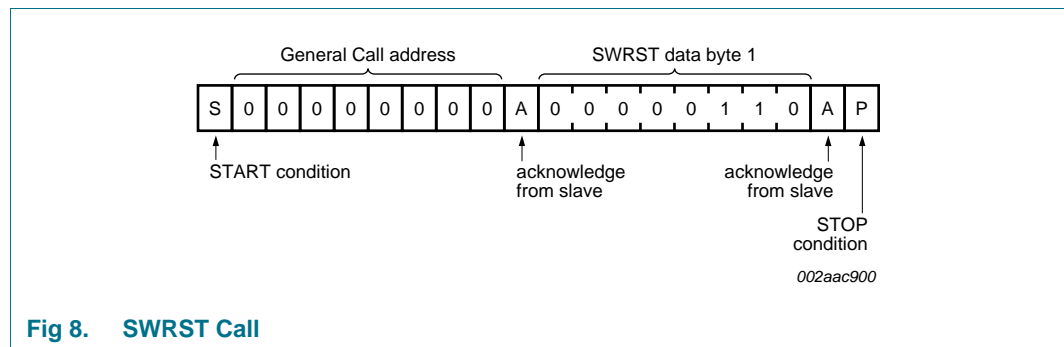 General Call address SWRST data byte 1
S 0 0 0 0 0 0 0 0 A 0 0 0 0 0 1 1 0 A P
START condition
acknowledge
from slave
acknowledge
from slave
STOP
condition
002aac900
Fig 8. SWRST Call